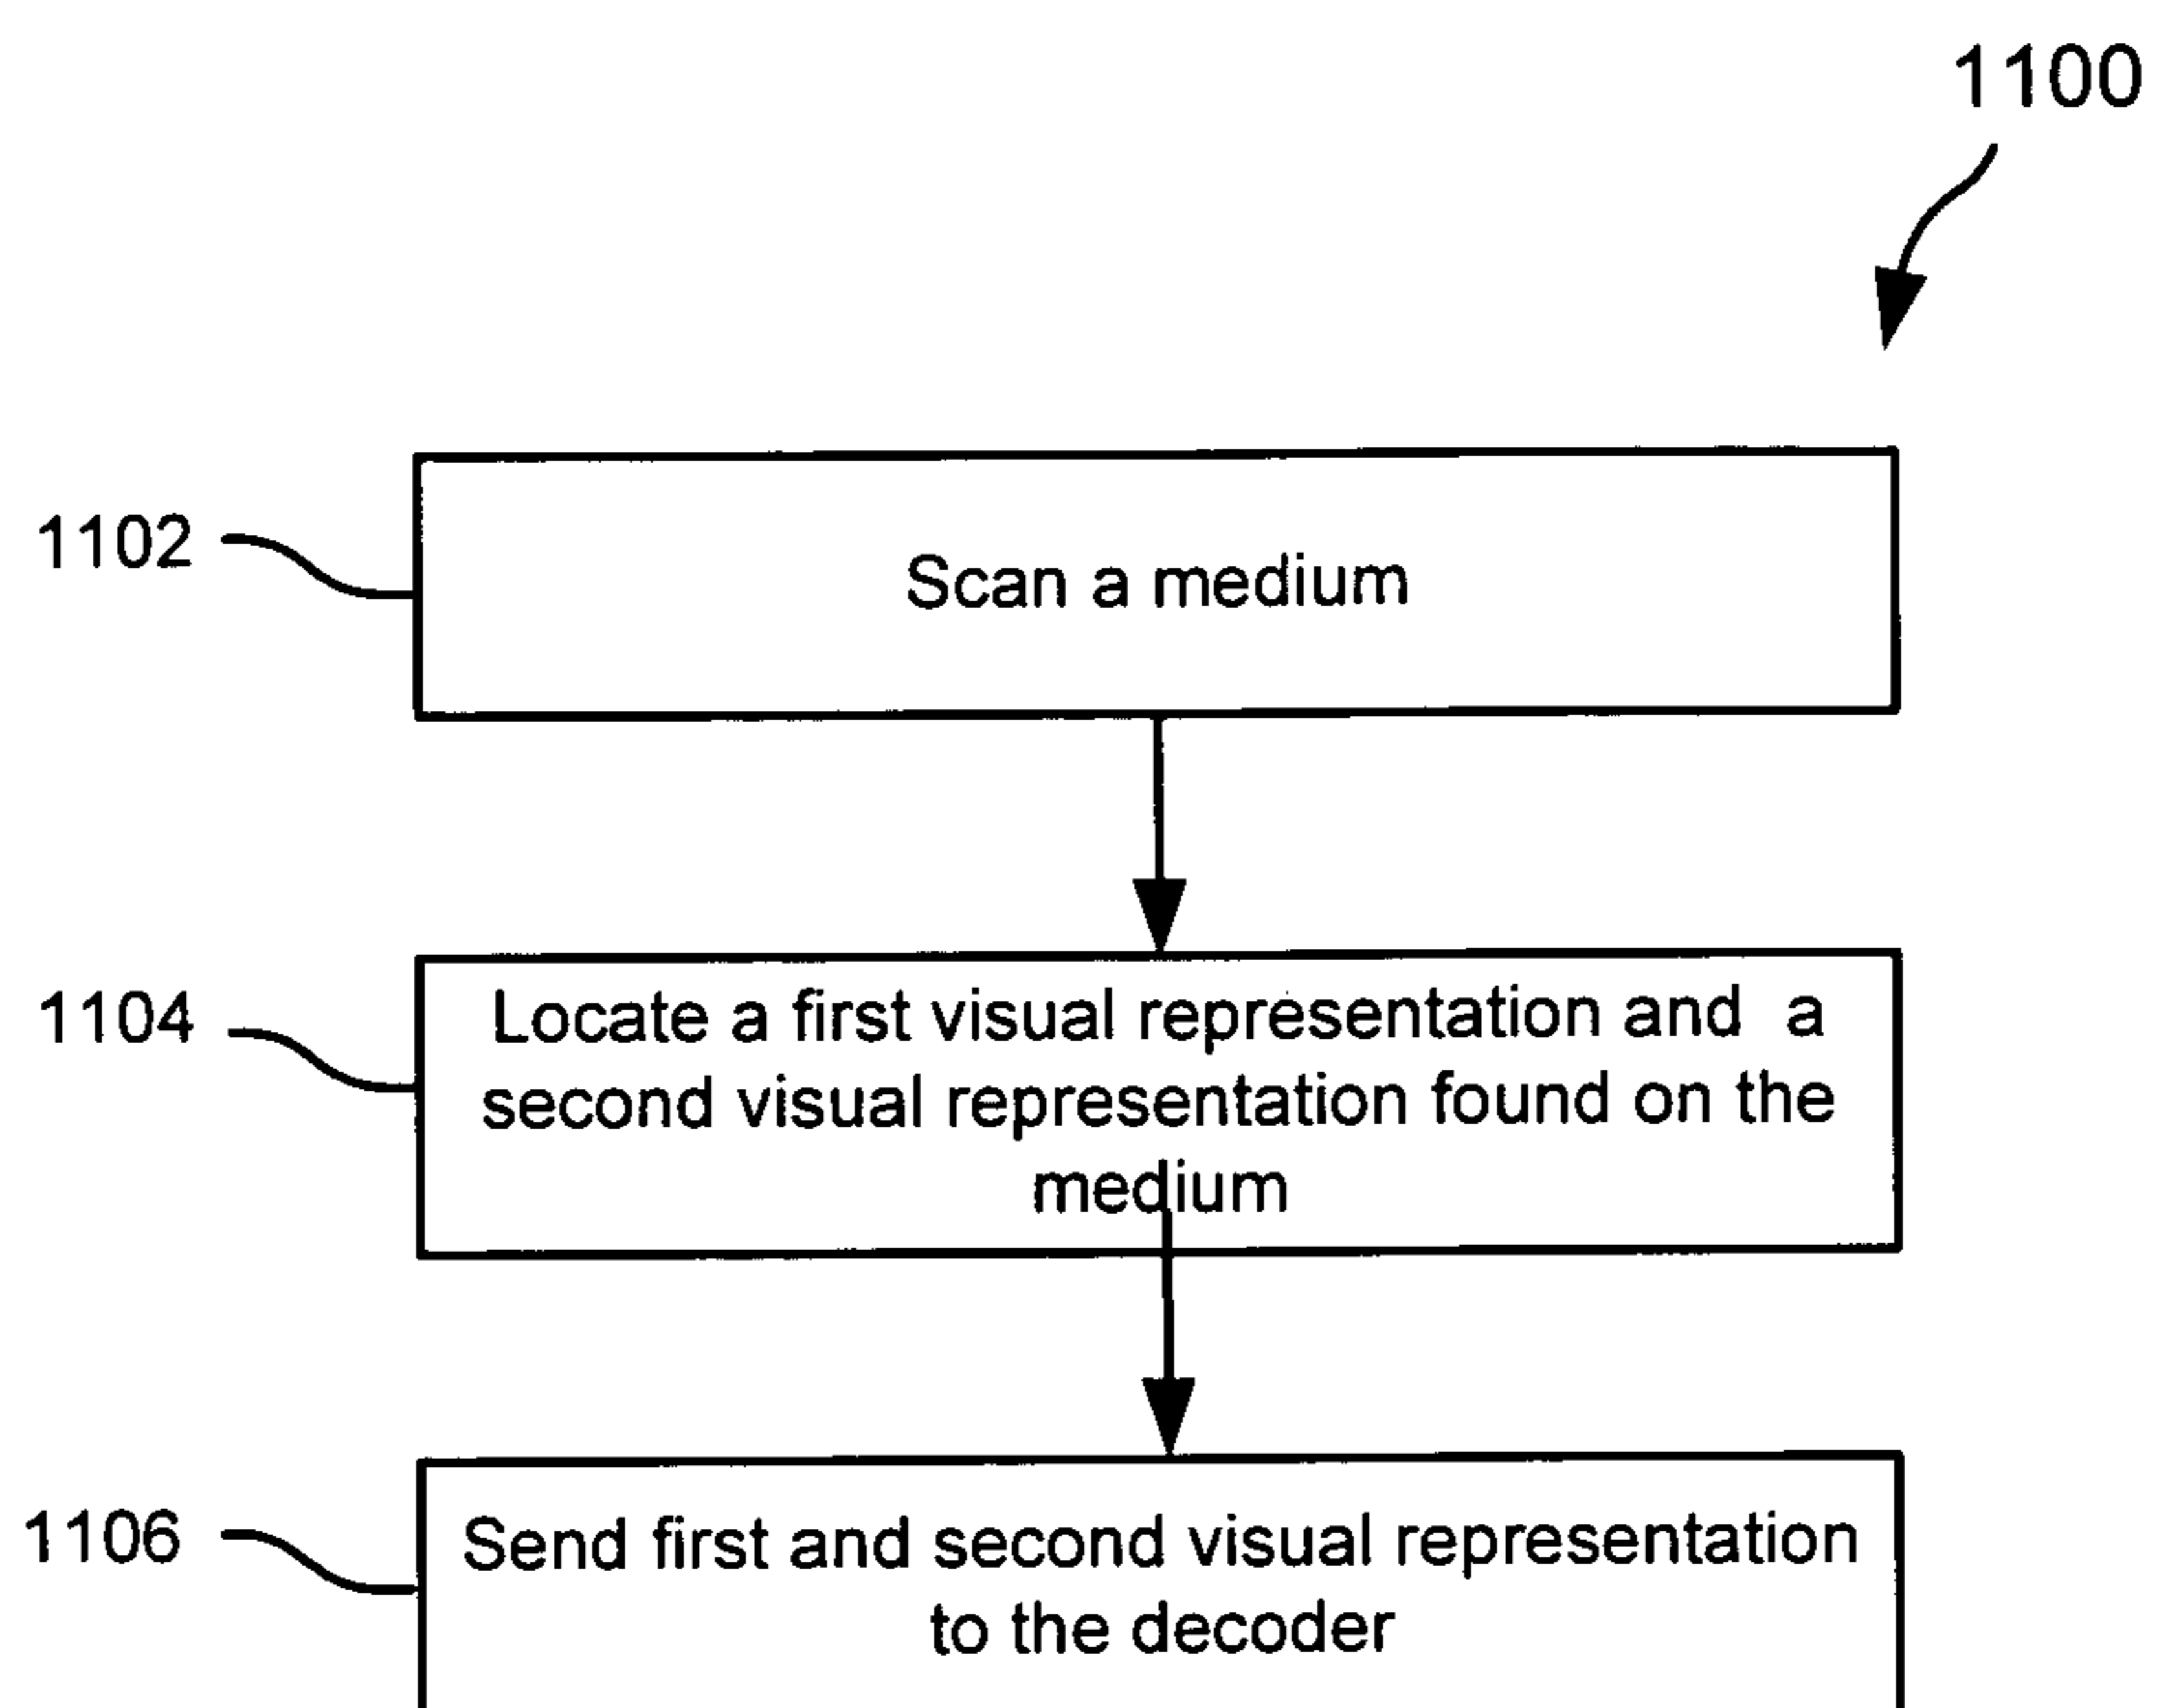 1100
1102
Scan a medium
1104
Locate a first visual representation and a
second visual representation found on the
medium
1106
Send first and second visual representation
to the decoder